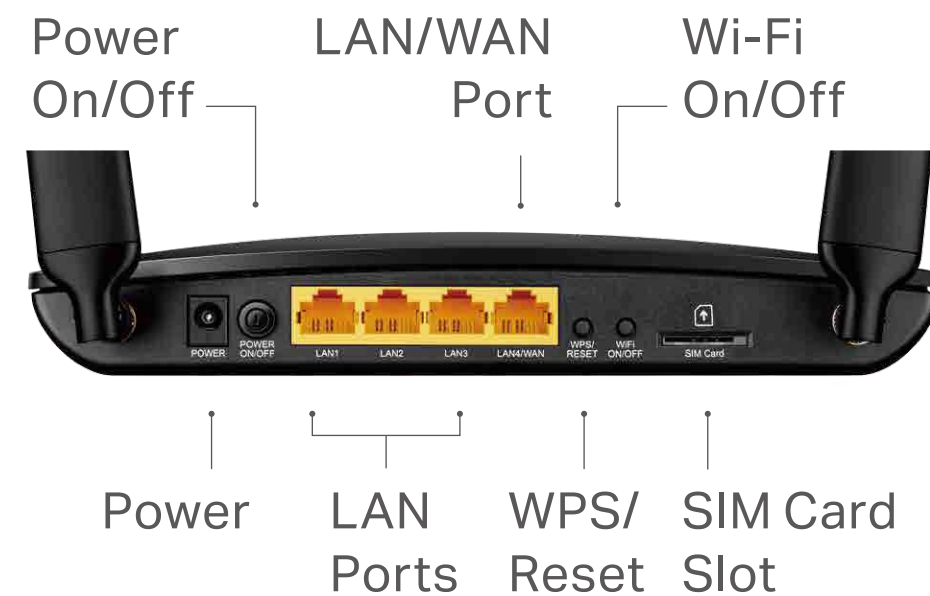 Power
On/Off
LAN/WAN
Port
Wi-Fi
On/Off
POWER
POWER
ON/OFF
LAN1
LAN2
LAN3
LAN4/WAN
WPS/
RESET
WiFi
ON/OFF
SIM Card
Power
LAN
Ports
WPS/
Reset
SIM Card
Slot